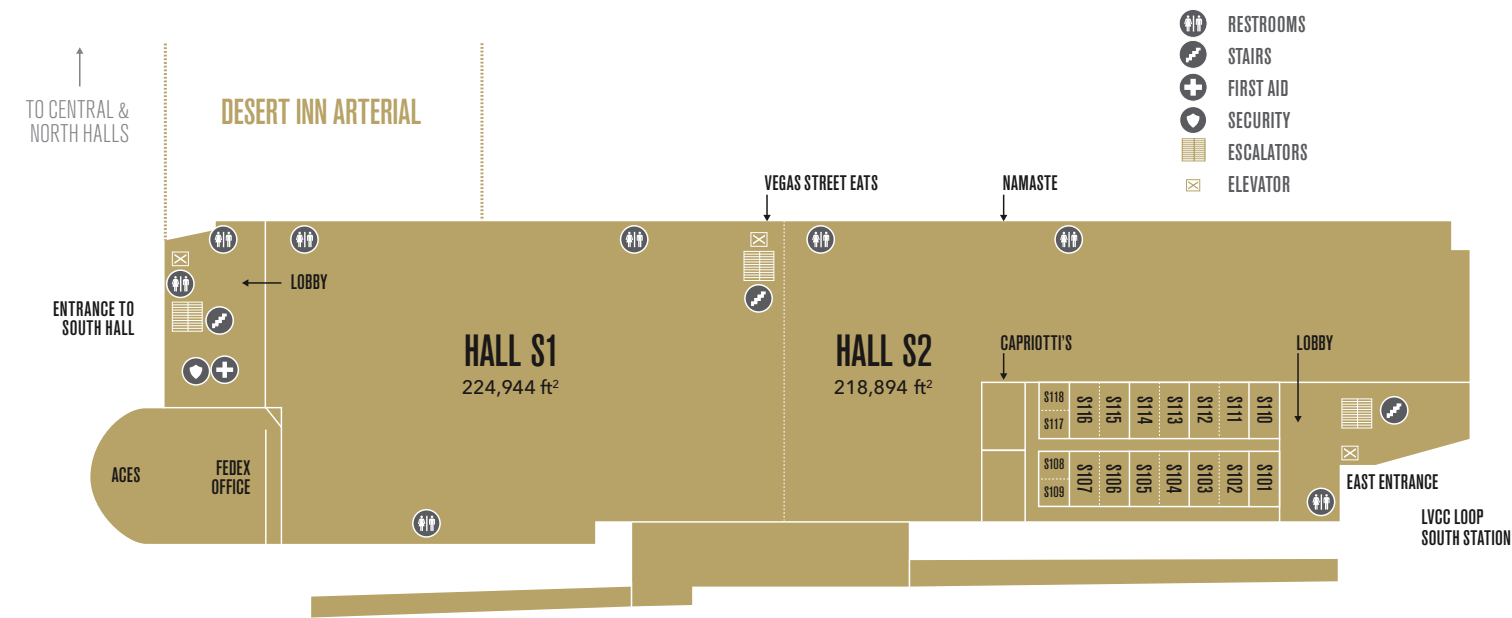 RESTROOMS
STAIRS
FIRST AID
SECURITY
ESCALATORS
ELEVATOR
TO CENTRAL &
NORTH HALLS
DESERT INN ARTERIAL
VEGAS STREET EATS
NAMASTE
LOBBY
ENTRANCE TO
SOUTH HALL
HALL S1
224,944 ft²
HALL S2
218,894 ft²
CAPRIOTTI'S
LOBBY
S118
S117
S116
S115
S114
S113
S112
S111
S110
S108
S109
S107
S106
S105
S104
S103
S102
S101
ACES
FEDEX
OFFICE
EAST ENTRANCE
LVCC LOOP
SOUTH STATION